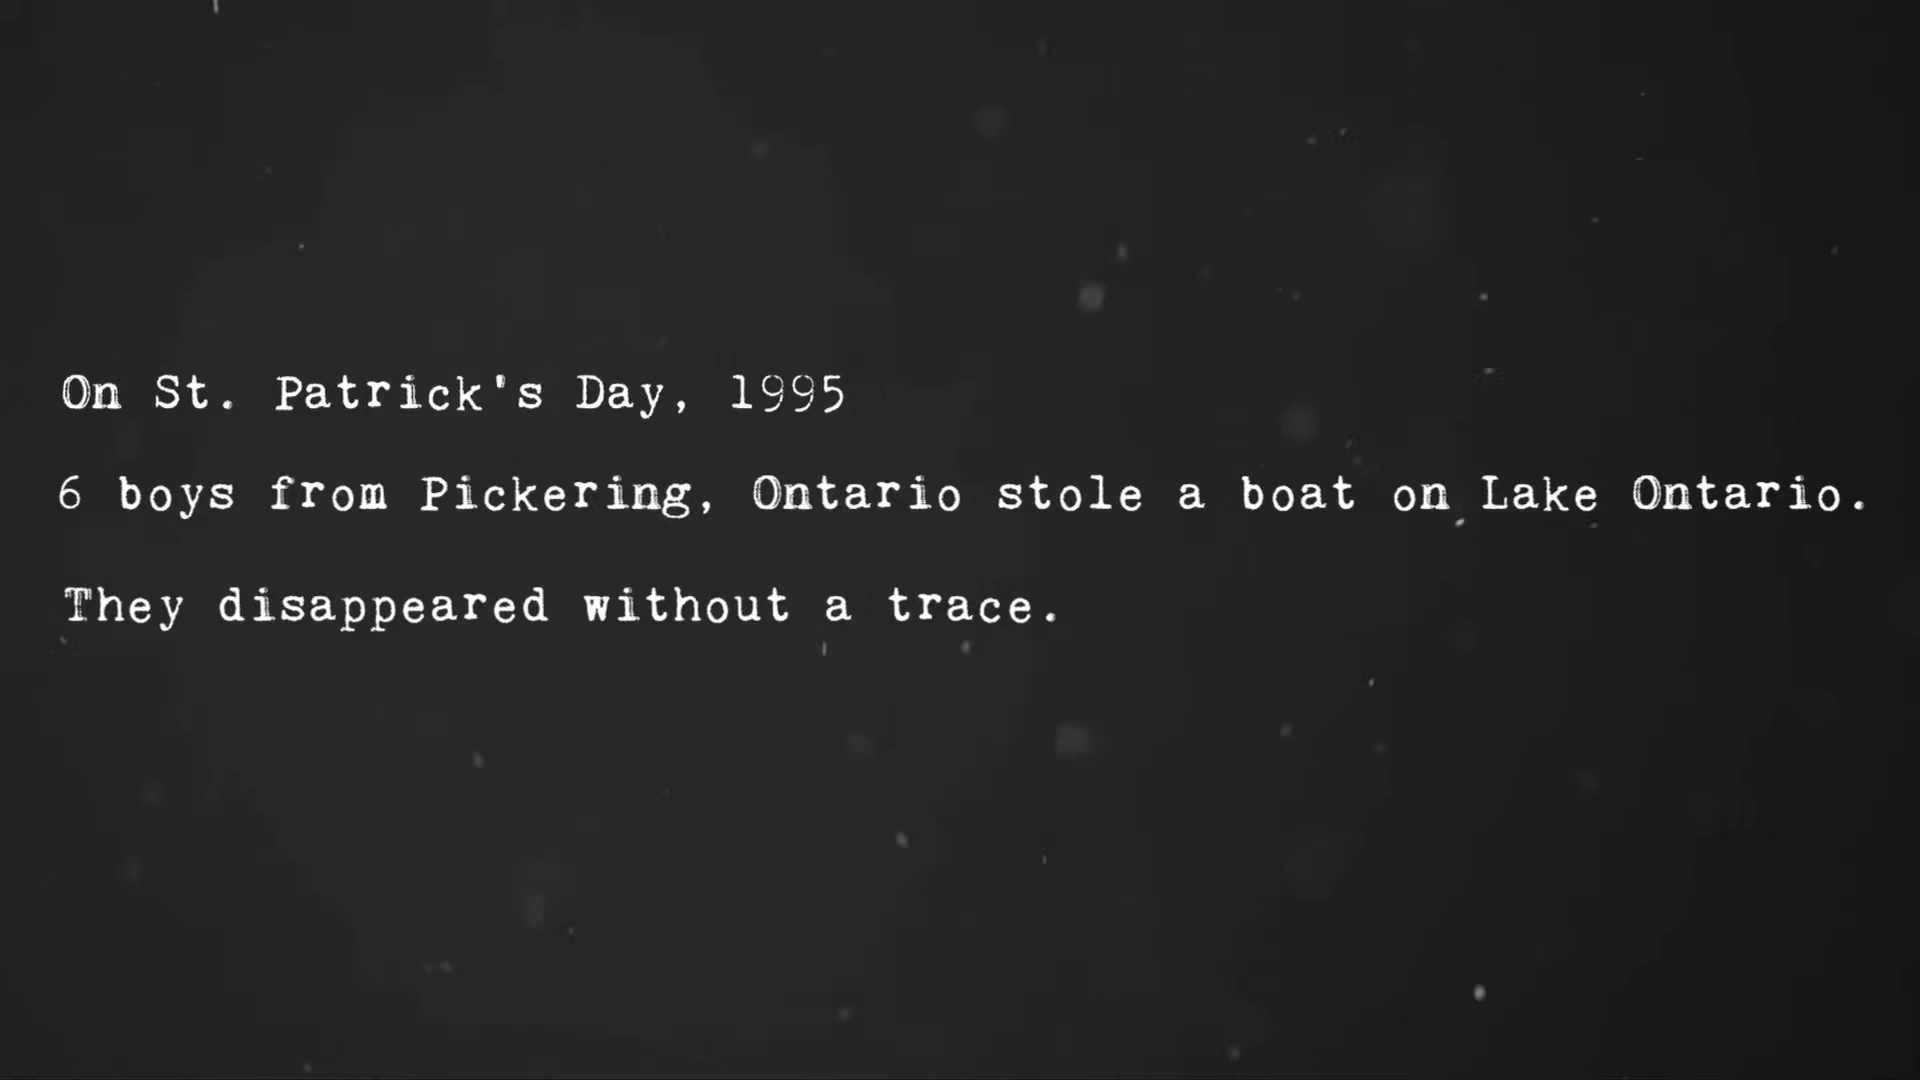 On St. Patrick's Day, 1995
6 boys from Pickering, Ontario stole a boat on Lake Ontario.
They disappeared without a trace.